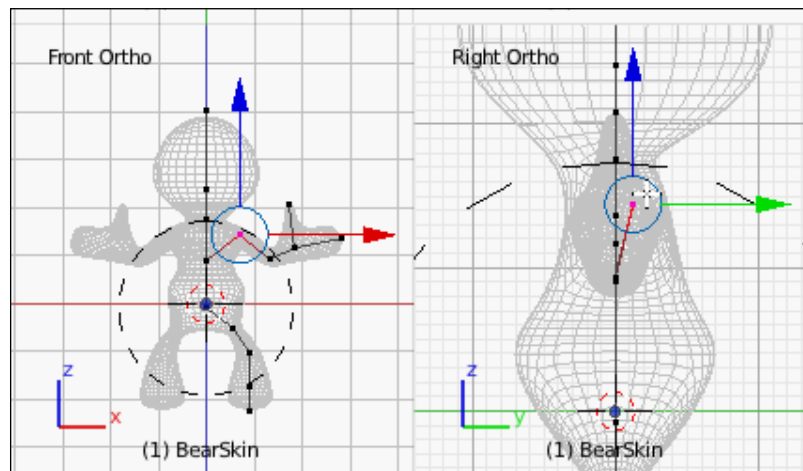 Front Ortho
z
x
(1) BearSkin
Right Ortho
z
y
(1) BearSkin